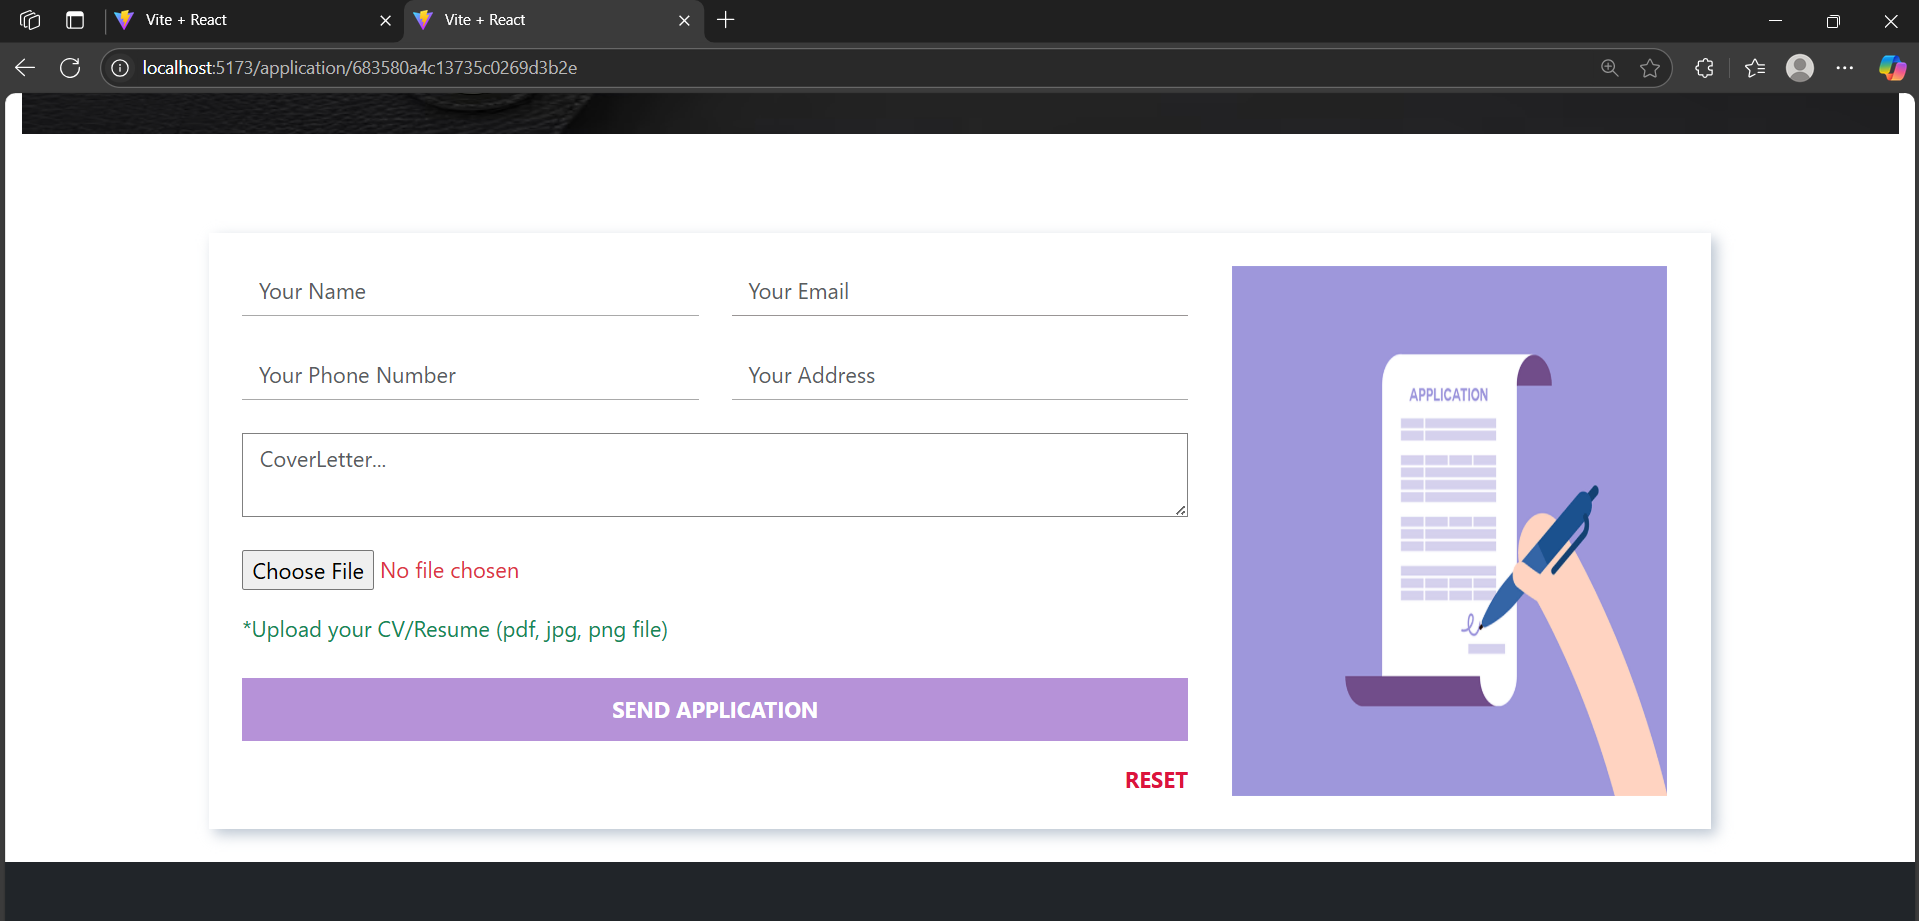 Vite + React
Vite + React
localhost:5173/application/683580a4c13735c0269d3b2e
Your Name
Your Email
Your Phone Number
Your Address
CoverLetter...
Choose File No file chosen
*Upload your CV/Resume (pdf, jpg, png file)
SEND APPLICATION
RESET
APPLICATION